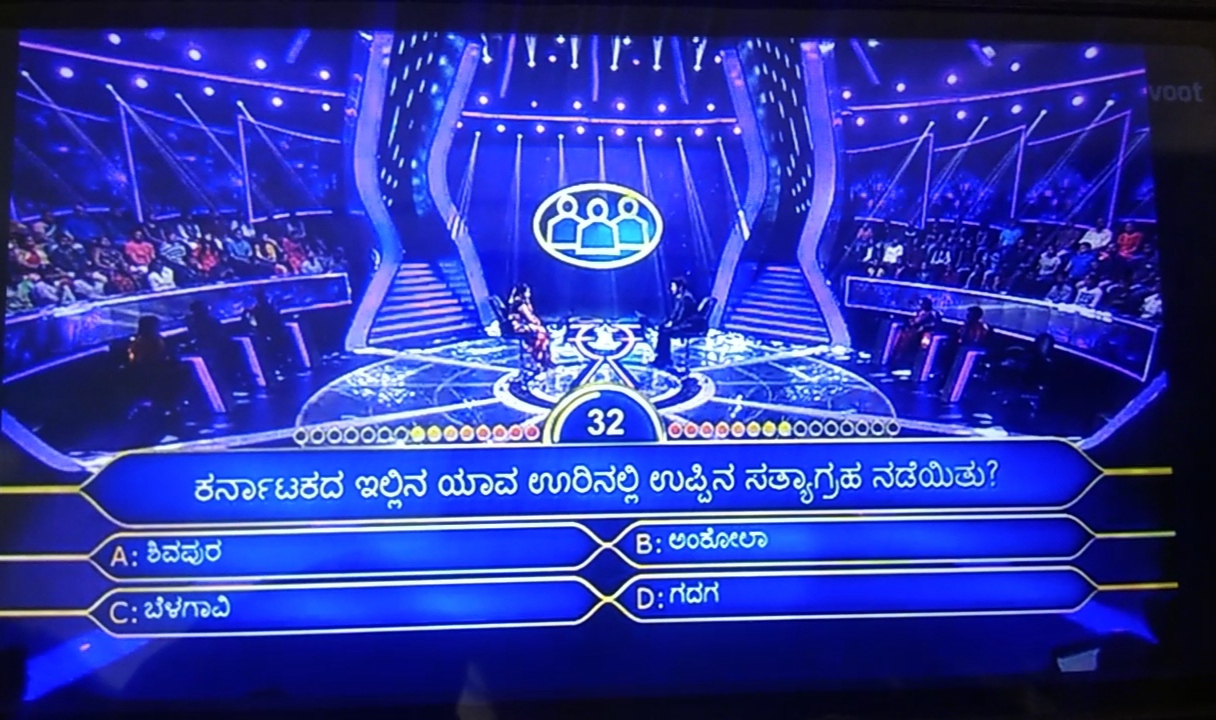 voot
32
ಕರ್ನಾಟಕದ ಇಲ್ಲಿನ ಯಾವ ಊರಿನಲ್ಲಿ ಉಪ್ಪಿನ ಸತ್ಯಾಗ್ರಹ ನಡೆಯಿತು?
A: ಶಿವಪುರ
B: ಅಂಕೋಲಾ
C: ಬೆಳಗಾವಿ
D: ಗದಗ